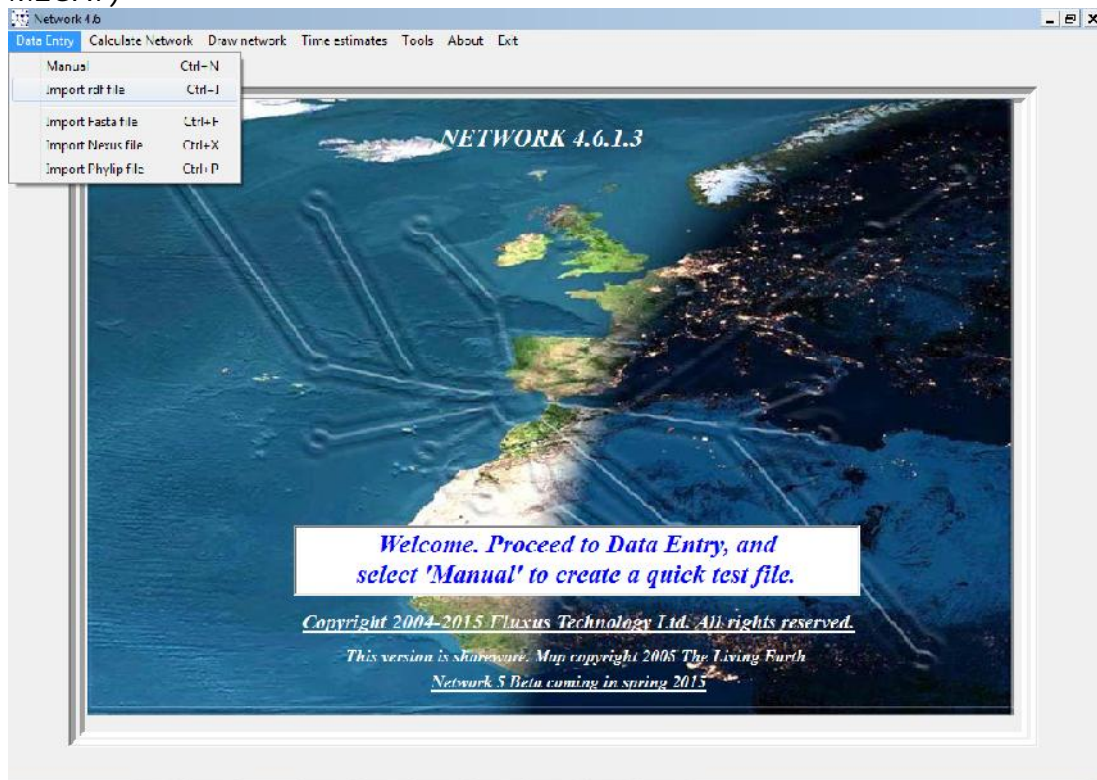 Network 4.6
Data Entry Calculate Network Draw network Time estimates Tools About Exit
Manual Ctrl+N
Import rdf file Ctrl+J
Import Fasta file Ctrl+F
Import Nexus file Ctrl+X
Import Phylip file Ctrl+P
NETWORK 4.6.1.3
Welcome. Proceed to Data Entry, and
select 'Manual' to create a quick test file.
Copyright 2004-2015 Fluxus Technology Ltd. All rights reserved.
This version is shareware. Map copyright 2005 The Living Earth
Network 5 Beta coming in spring 2015